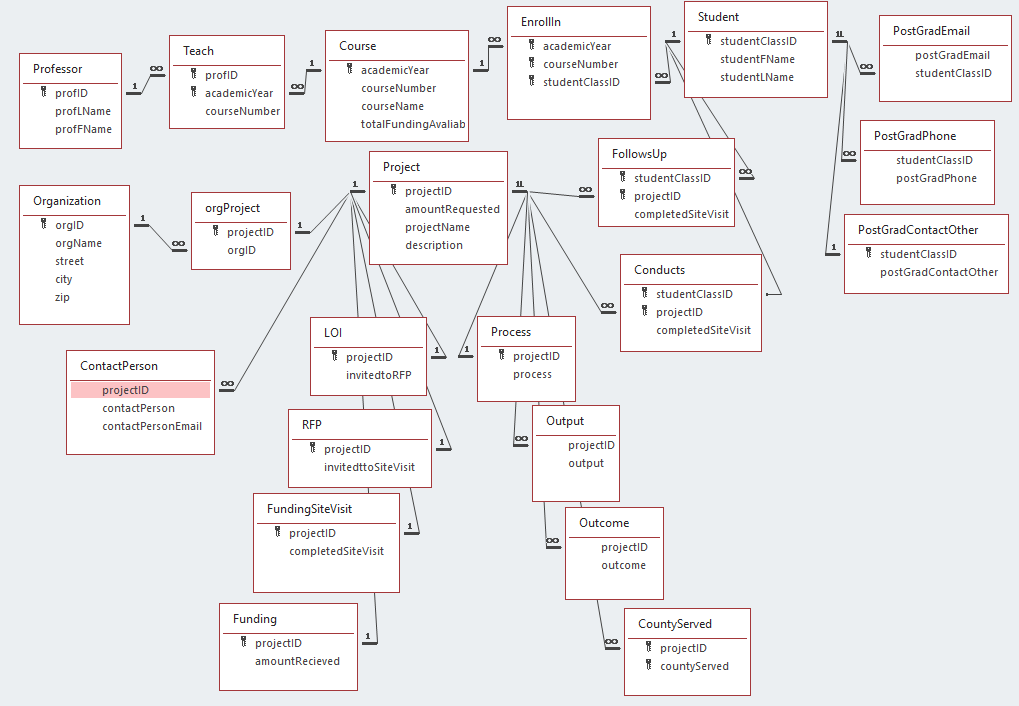 Professor
profID
profLName
profFName
Teach
profID
academicYear
courseNumber
Course
academicYear
courseNumber
courseName
totalFundingAvaliab
EnrollIn
academicYear
courseNumber
studentClassID
Student
studentClassID
studentFName
studentLName
PostGradEmail
postGradEmail
studentClassID
PostGradPhone
studentClassID
postGradPhone
PostGradContactOther
studentClassID
postGradContactOther
Organization
orgID
orgName
street
city
zip
orgProject
projectID
orgID
Project
projectID
amountRequested
projectName
description
FollowsUp
studentClassID
projectID
completedSiteVisit
Conducts
studentClassID
projectID
completedSiteVisit
ContactPerson
projectID
contactPerson
contactPersonEmail
LOI
projectID
invitedtoRFP
Process
projectID
process
RFP
projectID
invitedttoSiteVisit
Output
projectID
output
FundingSiteVisit
projectID
completedSiteVisit
Outcome
projectID
outcome
Funding
projectID
amountRecieved
CountyServed
projectID
countyServed
1
∞
1
∞
1
∞
1
∞
1
∞
∞
1
1
∞
1
1
1
∞
∞
∞
∞
1
1
1
1
1
∞
∞
∞